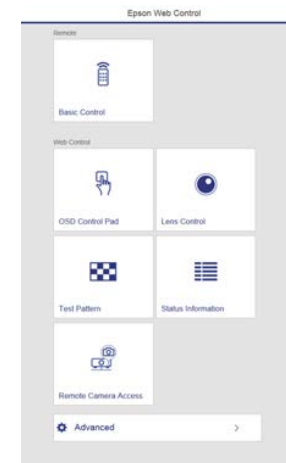 Epson Web Control
Remote
Basic Control
Web Control
OSD Control Pad
Lens Control
Test Pattern
Status Information
Remote Camera Access
Advanced